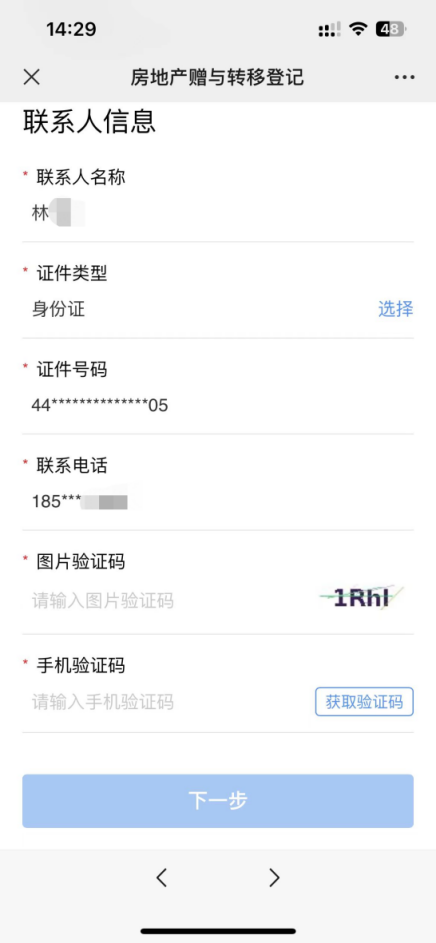 14:29
48
房地产赠与转移登记
联系人信息
* 联系人名称
林
* 证件类型
身份证 选择
* 证件号码
44**************05
* 联系电话
185***
* 图片验证码
请输入图片验证码
* 手机验证码
请输入手机验证码 获取验证码
下一步